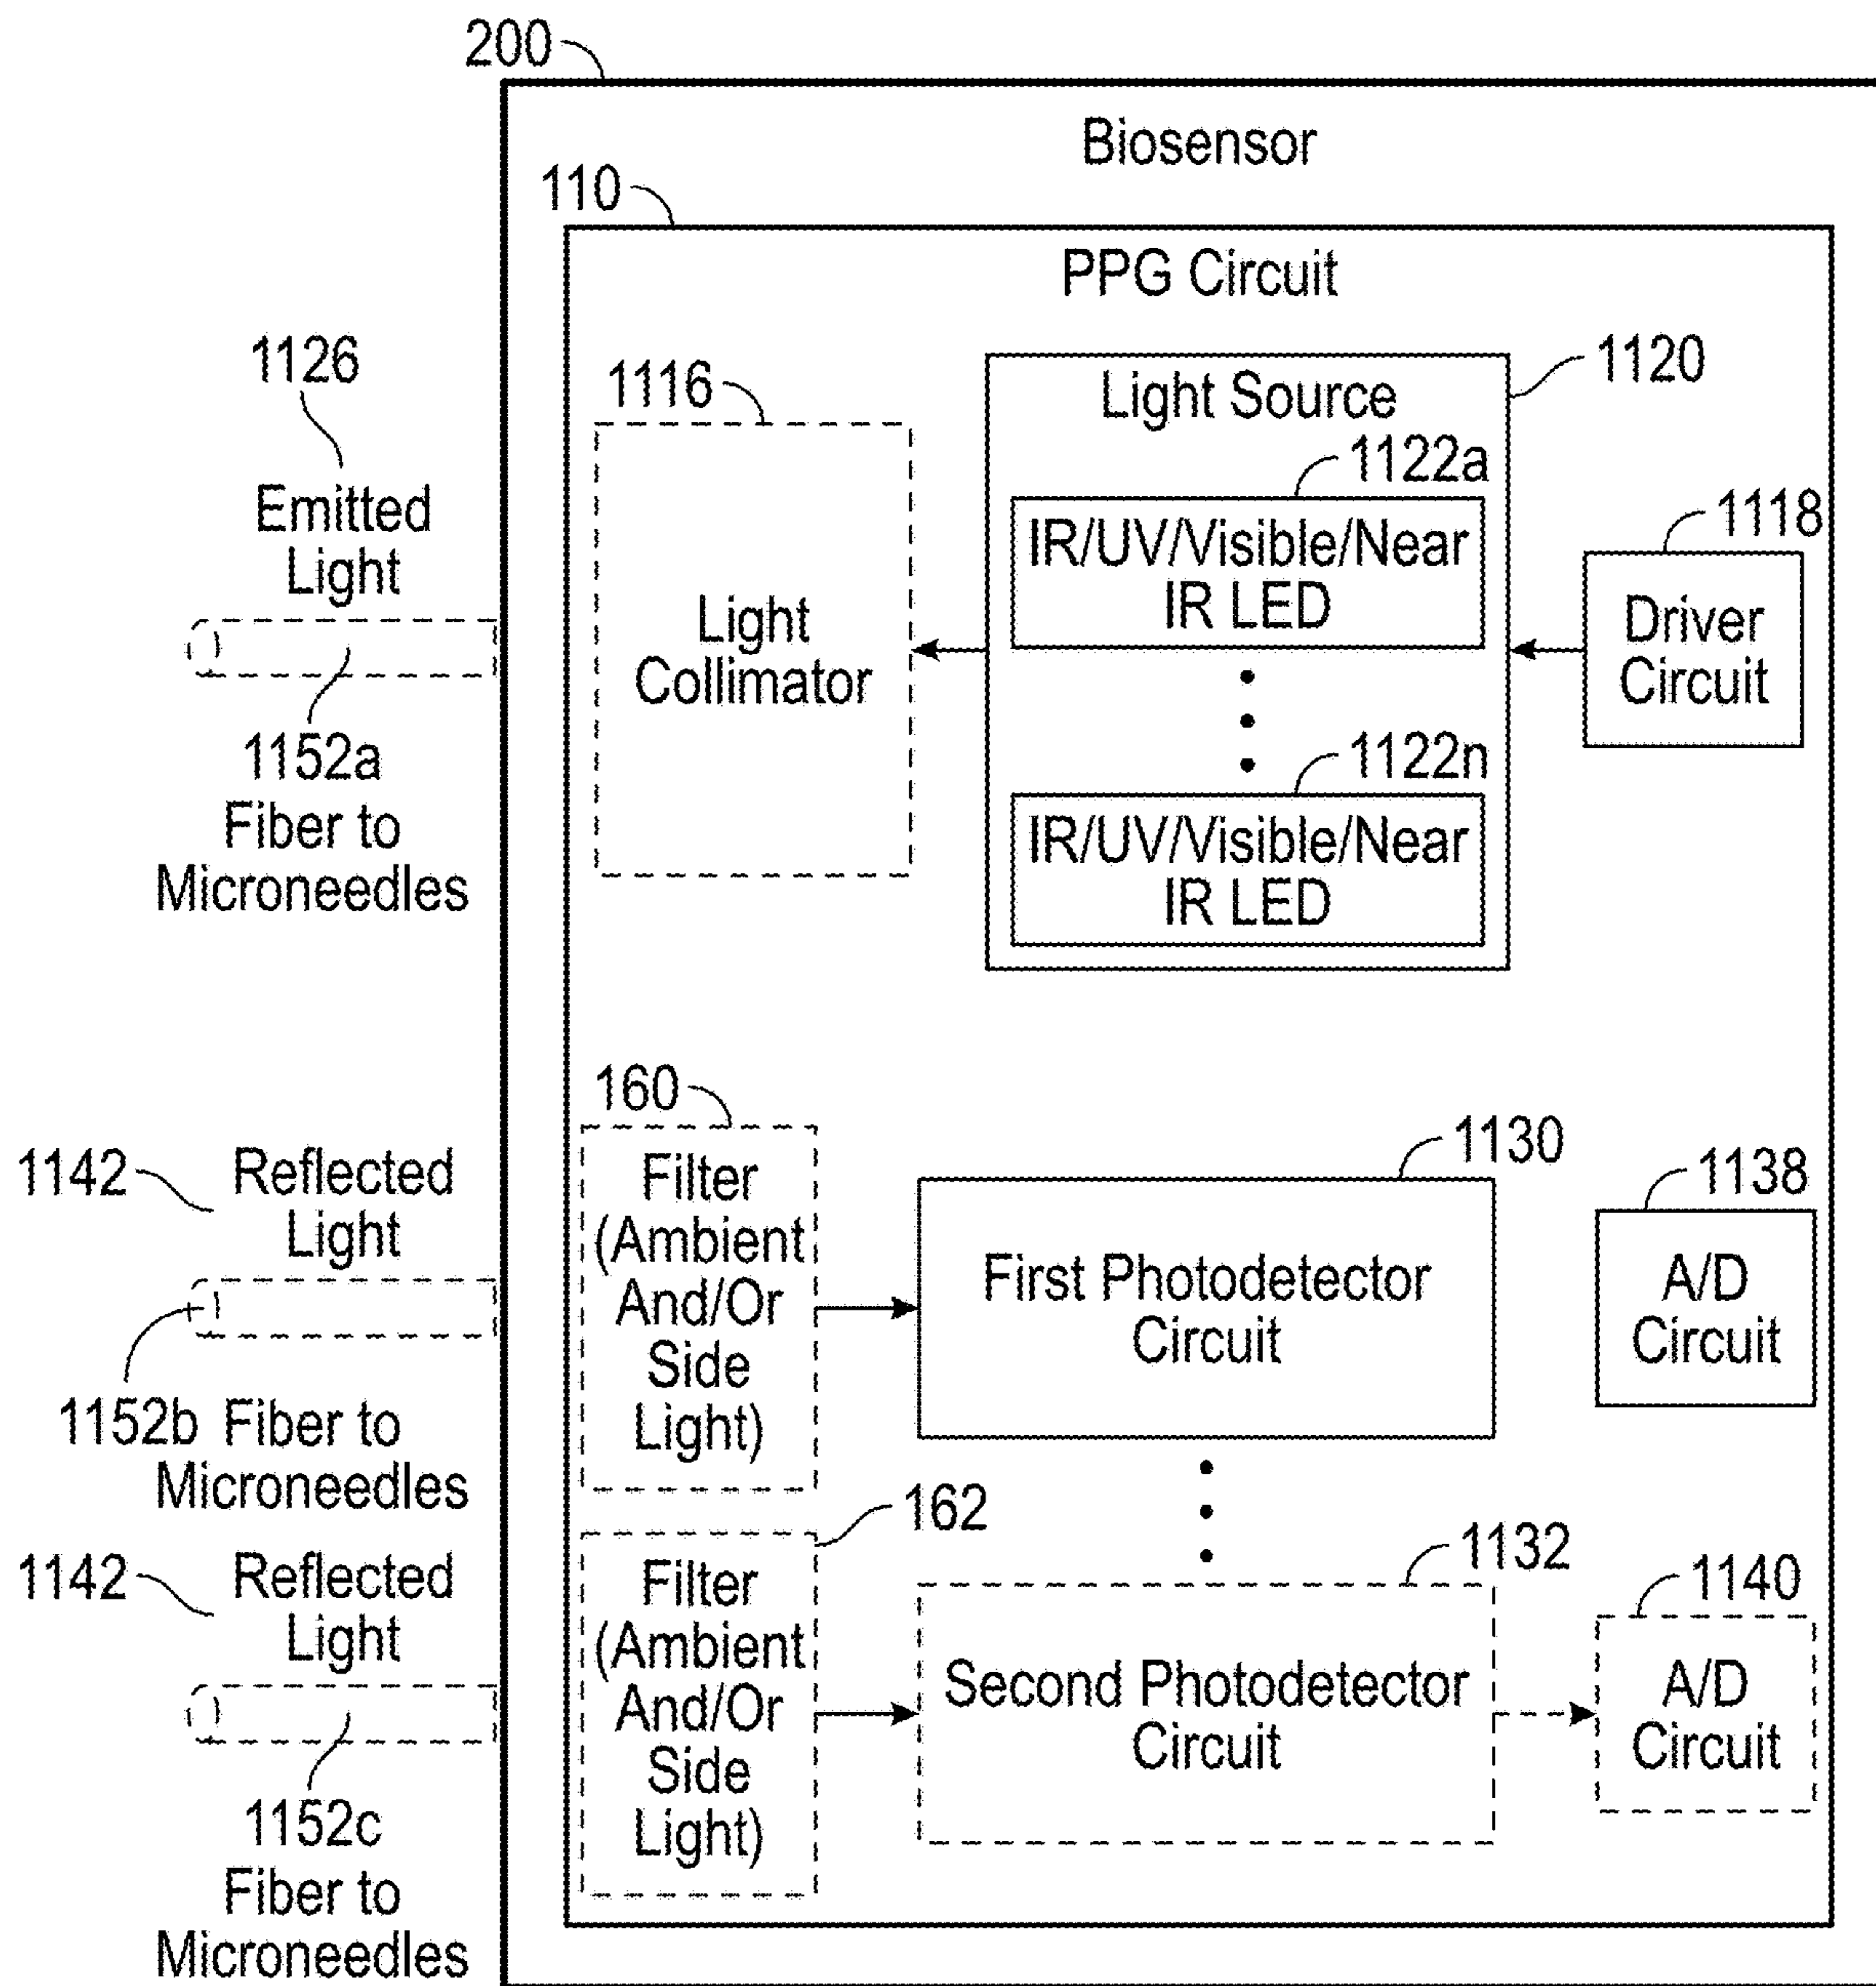 200
Biosensor
110
PPG Circuit
1126
Emitted
Light
1152a
Fiber to
Microneedles
1116
Light
Collimator
1120
Light Source
1122a
IR/UV/Visible/Near
IR LED
1122n
IR/UV/Visible/Near
IR LED
1118
Driver
Circuit
1142
Reflected
Light
1152b Fiber to
Microneedles
160
Filter
(Ambient
And/Or
Side
Light)
1130
First Photodetector
Circuit
1138
A/D
Circuit
1142
Reflected
Light
1152c
Fiber to
Microneedles
162
Filter
(Ambient
And/Or
Side
Light)
1132
Second Photodetector
Circuit
1140
A/D
Circuit